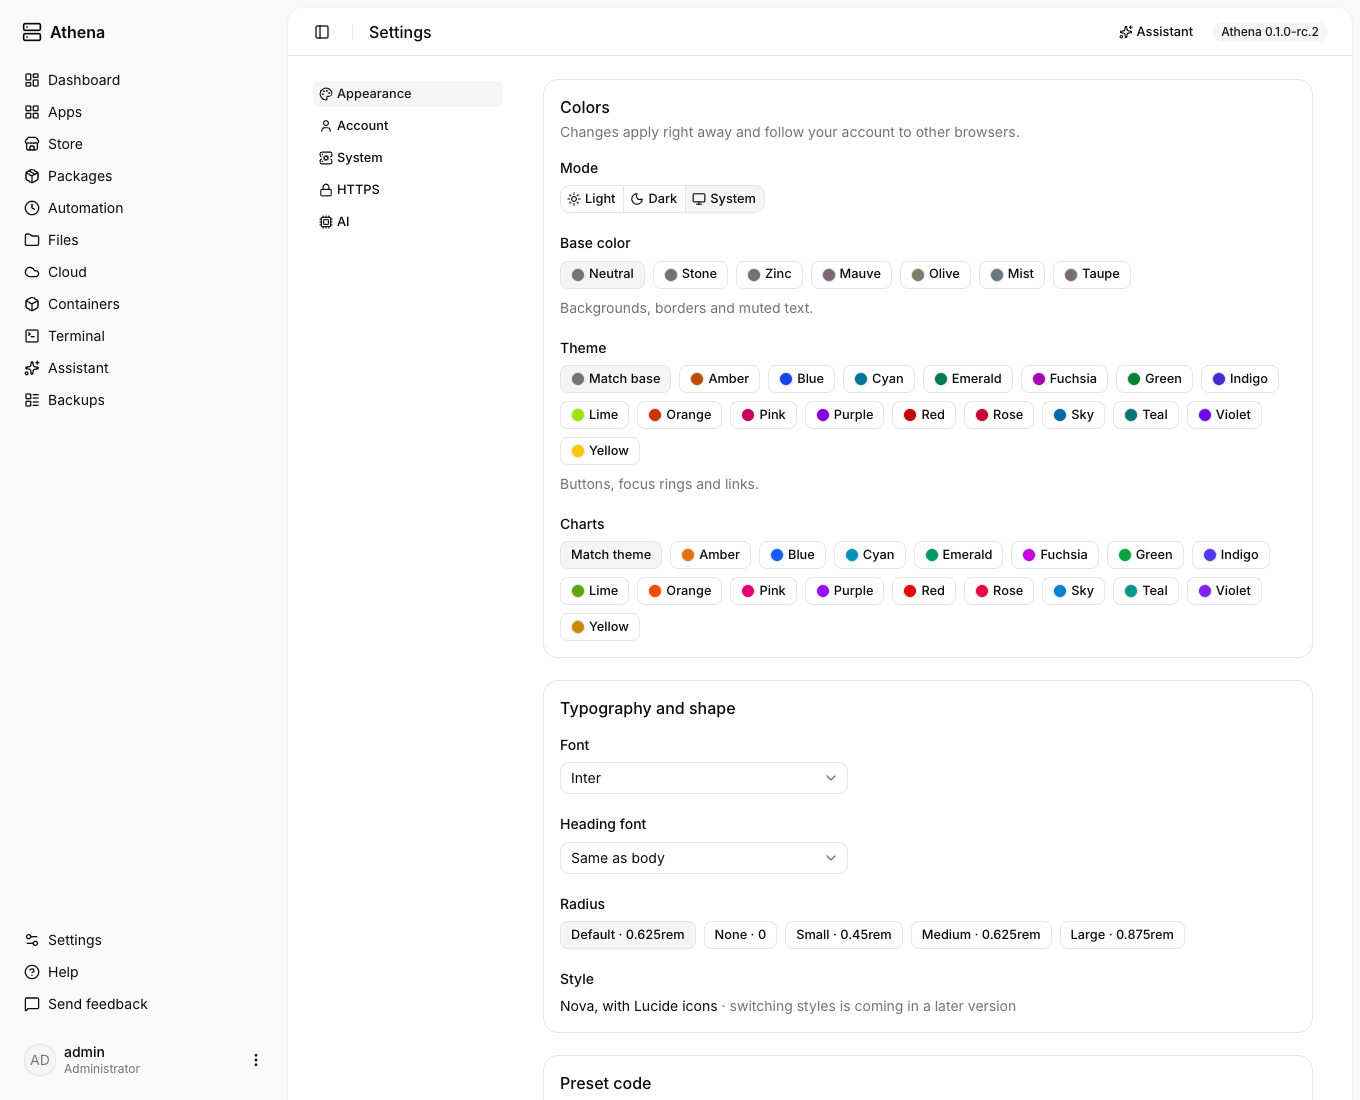 Athena
Settings
Assistant
Athena 0.1.0-rc.2
Dashboard
Apps
Store
Packages
Automation
Files
Cloud
Containers
Terminal
Assistant
Backups
Settings
Help
Send feedback
AD
admin
Administrator
Appearance
Account
System
HTTPS
AI
Colors
Changes apply right away and follow your account to other browsers.
Mode
Light Dark System
Base color
Neutral Stone Zinc Mauve Olive Mist Taupe
Backgrounds, borders and muted text.
Theme
Match base Amber Blue Cyan Emerald Fuchsia Green Indigo
Lime Orange Pink Purple Red Rose Sky Teal Violet
Yellow
Buttons, focus rings and links.
Charts
Match theme Amber Blue Cyan Emerald Fuchsia Green Indigo
Lime Orange Pink Purple Red Rose Sky Teal Violet
Yellow
Typography and shape
Font
Inter
Heading font
Same as body
Radius
Default · 0.625rem None · 0 Small · 0.45rem Medium · 0.625rem Large · 0.875rem
Style
Nova, with Lucide icons · switching styles is coming in a later version
Preset code